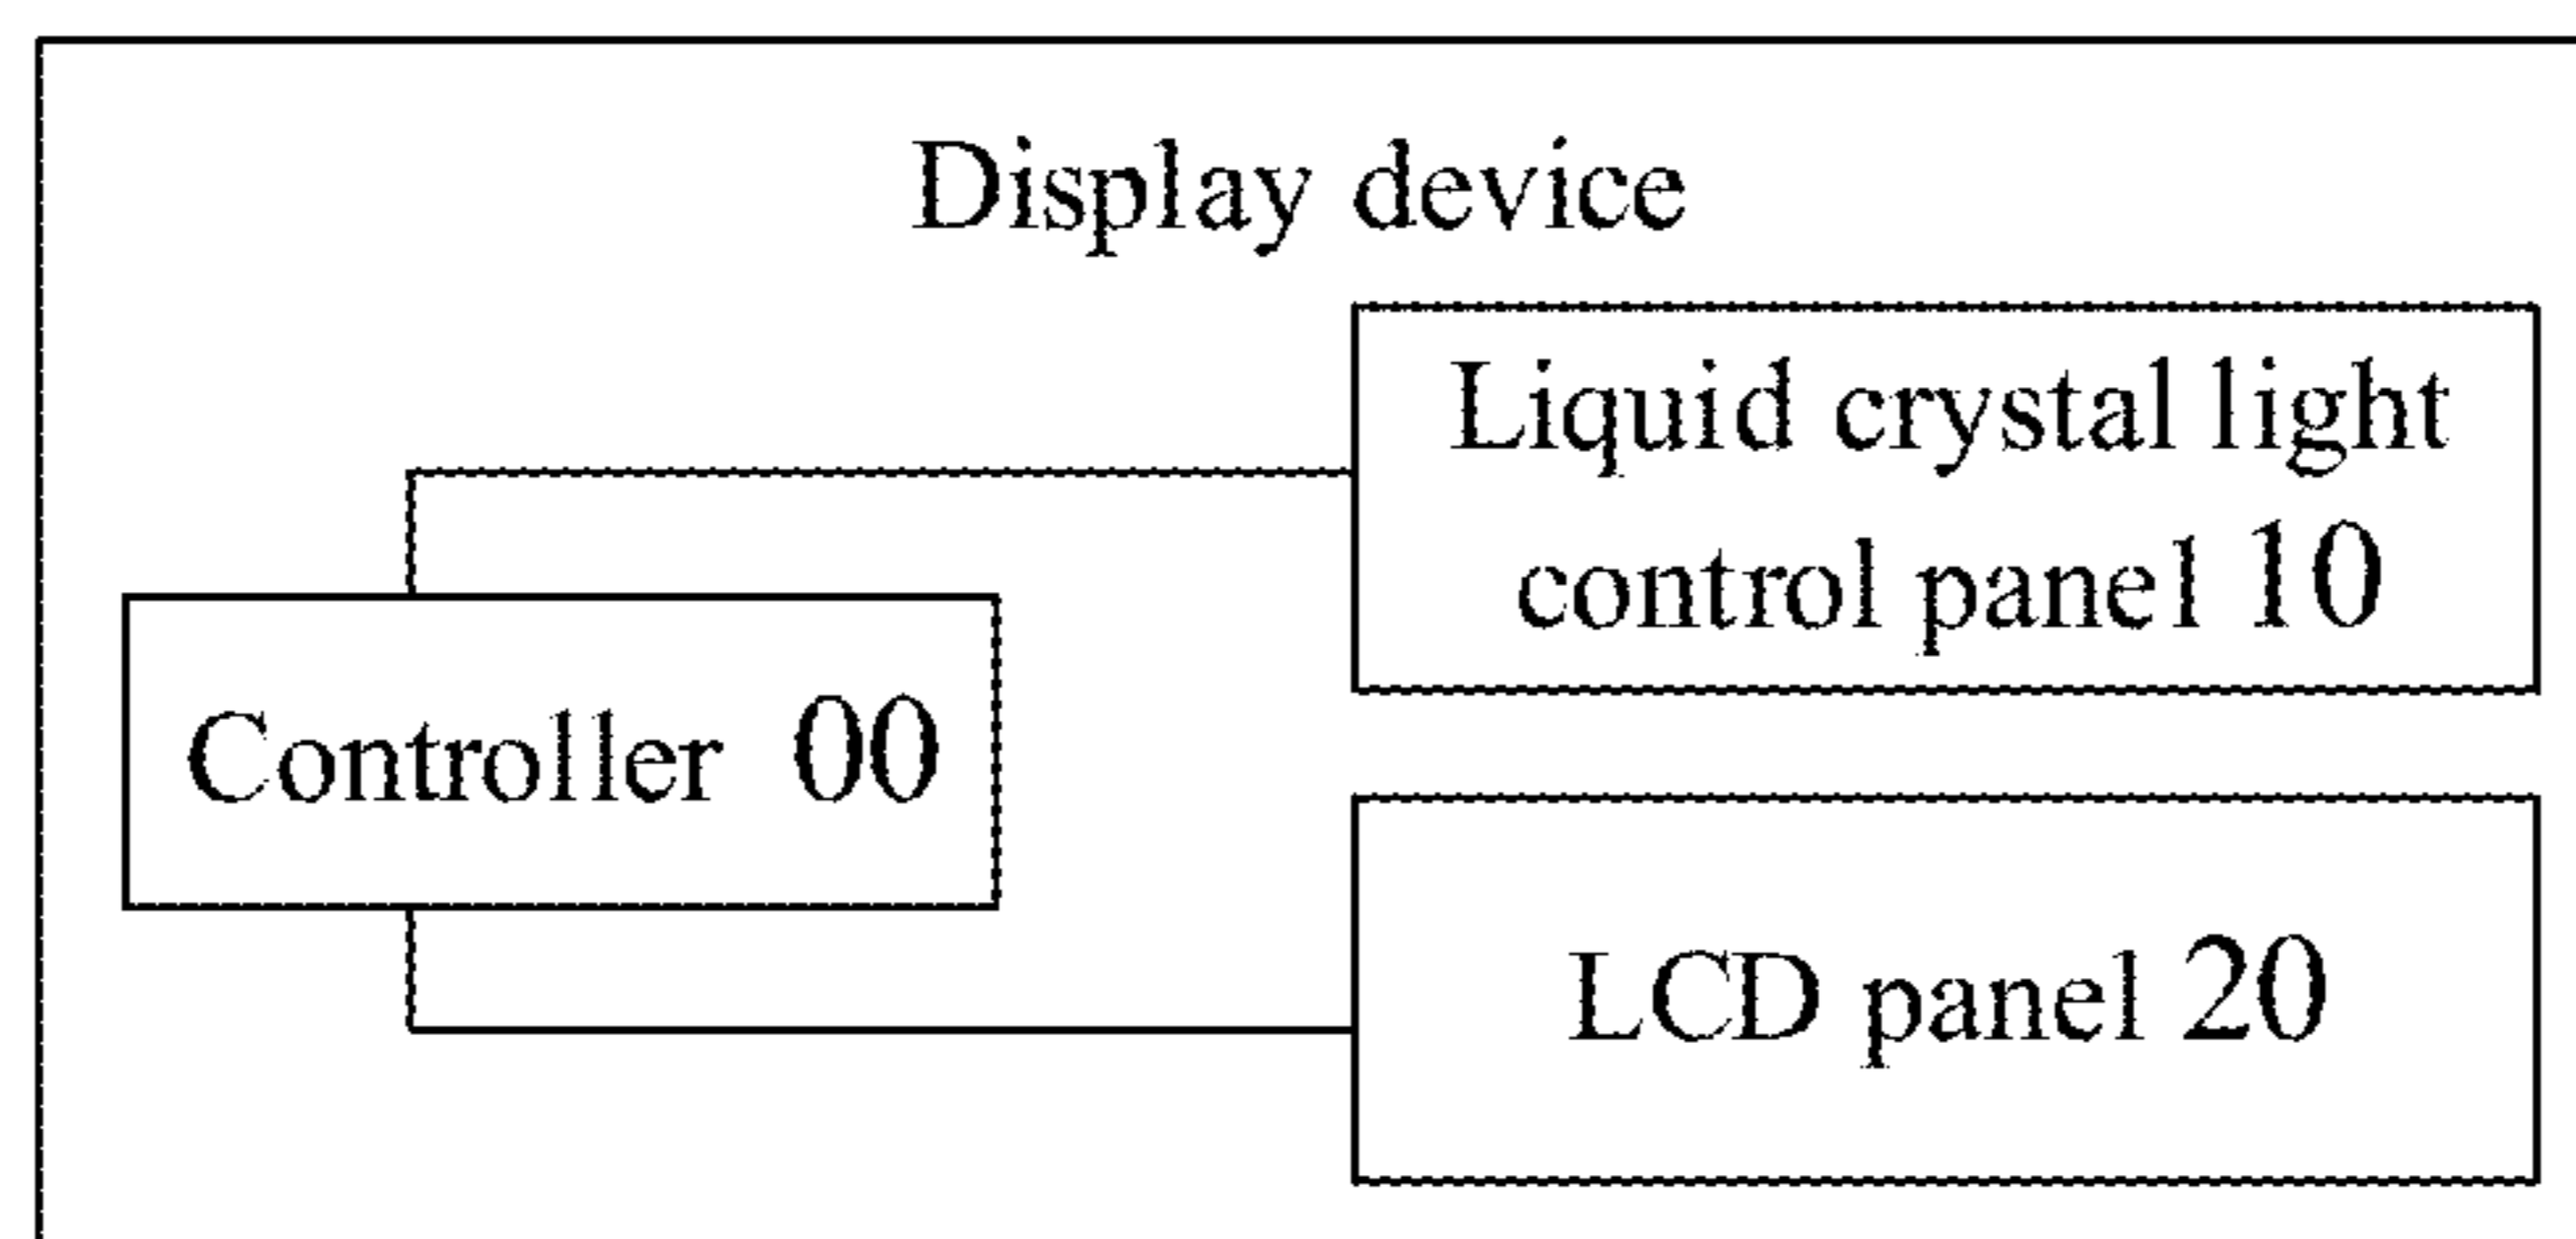 Display device
Liquid crystal light
control panel 10
Controller 00
LCD panel 20